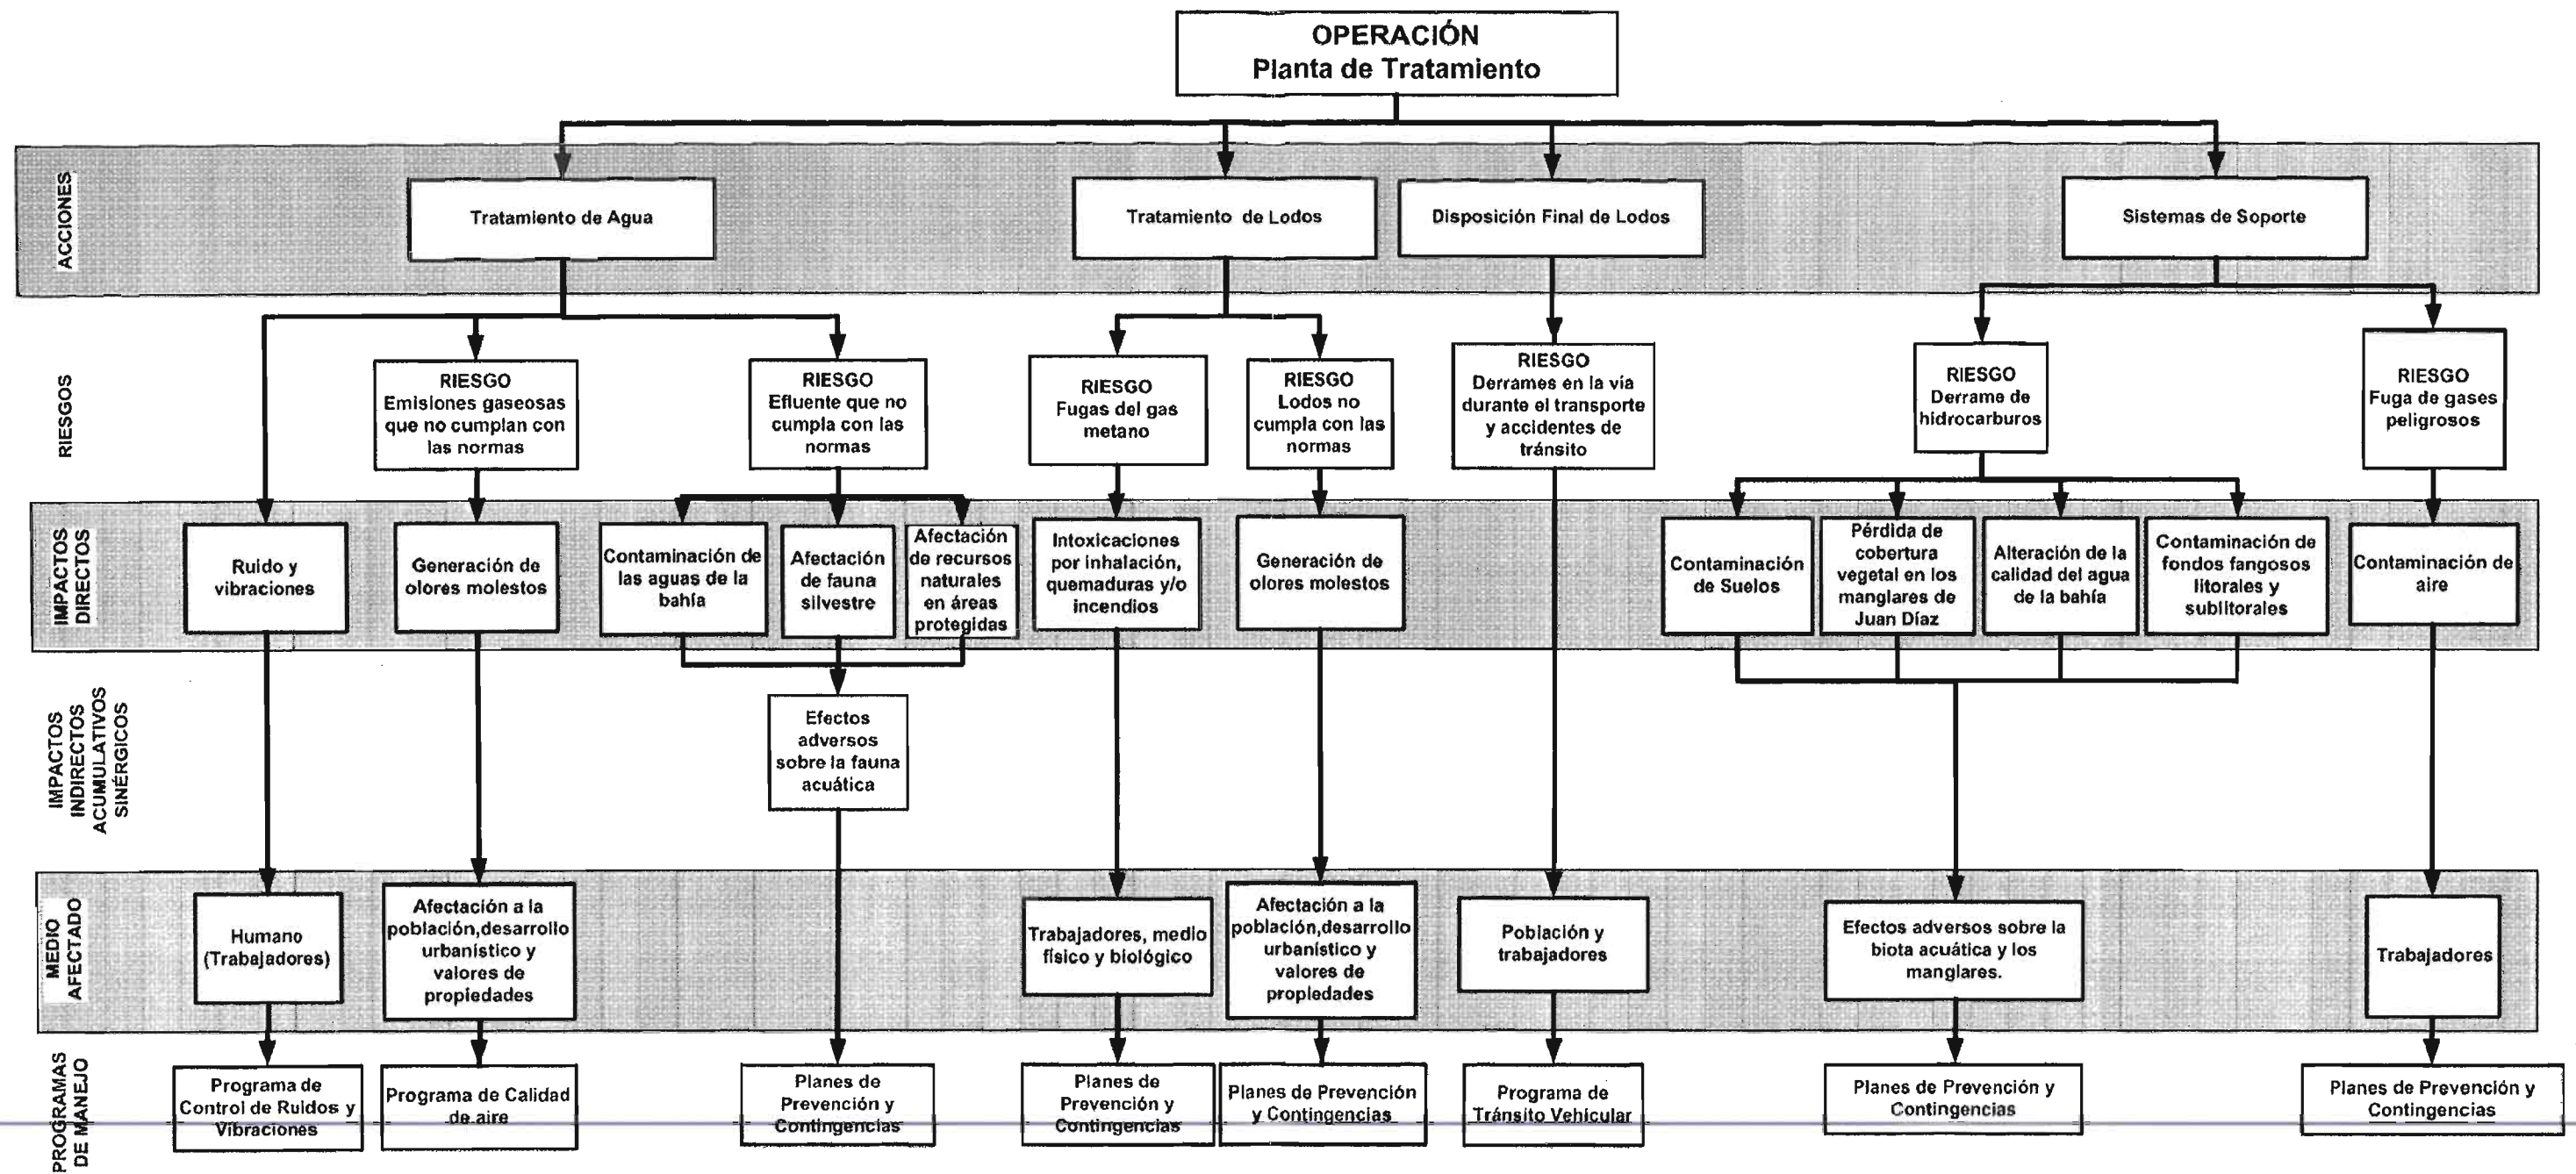 OPERACIÓN
Planta de Tratamiento
ACCIONES
Tratamiento de Agua
Tratamiento de Lodos
Disposición Final de Lodos
Sistemas de Soporte
RIESGOS
RIESGO
Emisiones gaseosas
que no cumplan con
las normas
RIESGO
Efluente que no
cumpla con las
normas
RIESGO
Fugas del gas
metano
RIESGO
Lodos no
cumpla con las
normas
RIESGO
Derrames en la vía
durante el transporte
y accidentes de
tránsito
RIESGO
Derrame de
hidrocarburos
RIESGO
Fuga de gases
peligrosos
IMPACTOS
DIRECTOS
Ruido y
vibraciones
Generación de
olores molestos
Contaminación de
las aguas de la
bahía
Afectación
de fauna
silvestre
Afectación
de recursos
naturales
en áreas
protegidas
Intoxicaciones
por inhalación,
quemaduras y/o
incendios
Generación de
olores molestos
Contaminación
de Suelos
Pérdida de
cobertura
vegetal en los
manglares de
Juan Díaz
Alteración de la
calidad del agua
de la bahía
Contaminación de
fondos fangosos
litorales y
sublitorales
Contaminación de
aire
IMPACTOS
INDIRECTOS
ACUMULATIVOS
SINÉRGICOS
Efectos
adversos
sobre la fauna
acuática
MEDIO
AFECTADO
Humano
(Trabajadores)
Afectación a la
población,desarrollo
urbanístico y
valores de
propiedades
Trabajadores, medio
físico y biológico
Afectación a la
población,desarrollo
urbanístico y
valores de
propiedades
Población y
trabajadores
Efectos adversos sobre la
biota acuática y los
manglares.
Trabajadores
PROGRAMAS
DE MANEJO
Programa de
Control de Ruidos y
Vibraciones
Programa de Calidad
de aire
Planes de
Prevención y
Contingencias
Planes de
Prevención y
Contingencias
Planes de Prevención
y Contingencias
Programa de
Tránsito Vehicular
Planes de Prevención y
Contingencias
Planes de Prevención y
Contingencias